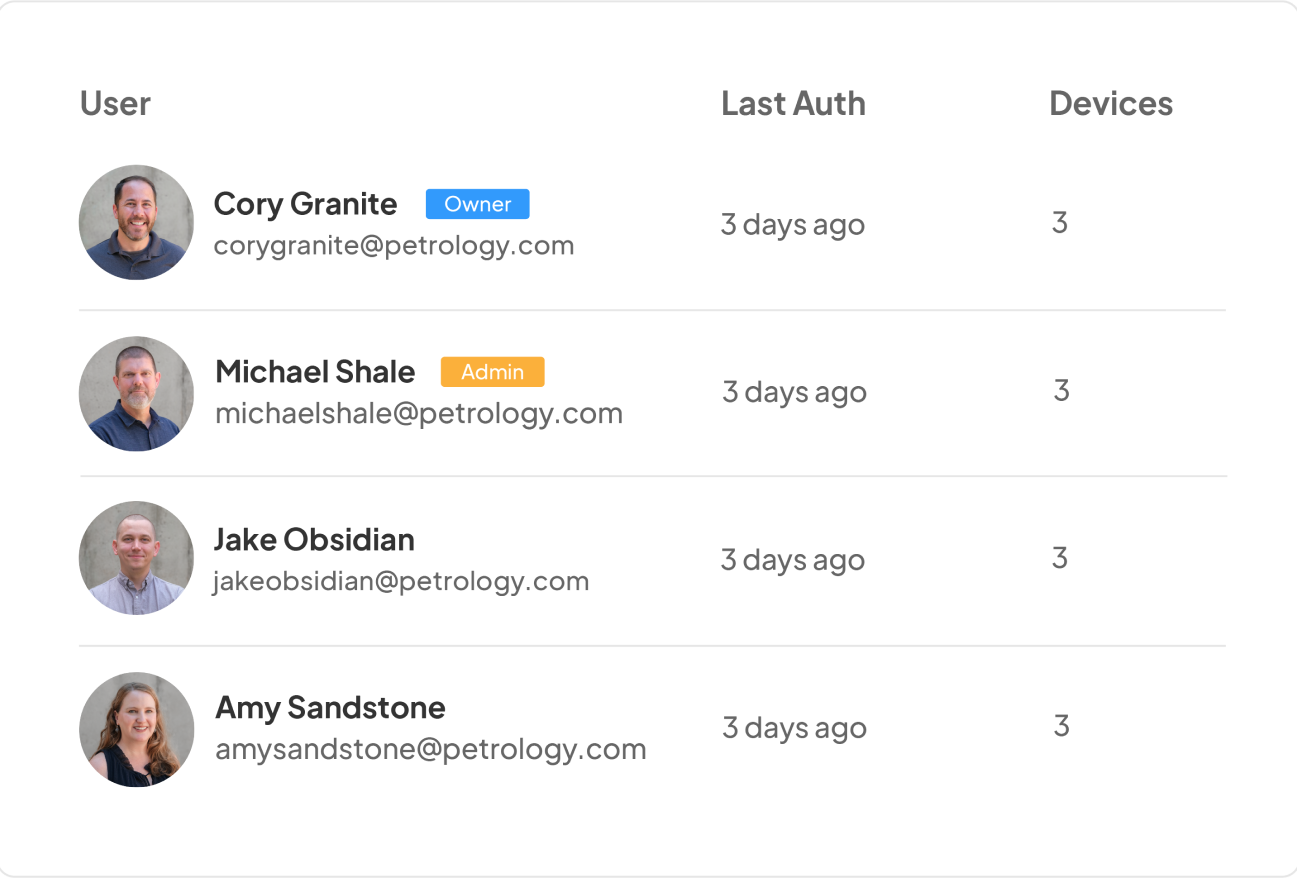 User Last Auth Devices
Cory Granite Owner
corygranite@petrology.com
3 days ago 3
Michael Shale Admin
michaelshale@petrology.com
3 days ago 3
Jake Obsidian
jakeobsidian@petrology.com
3 days ago 3
Amy Sandstone
amysandstone@petrology.com
3 days ago 3